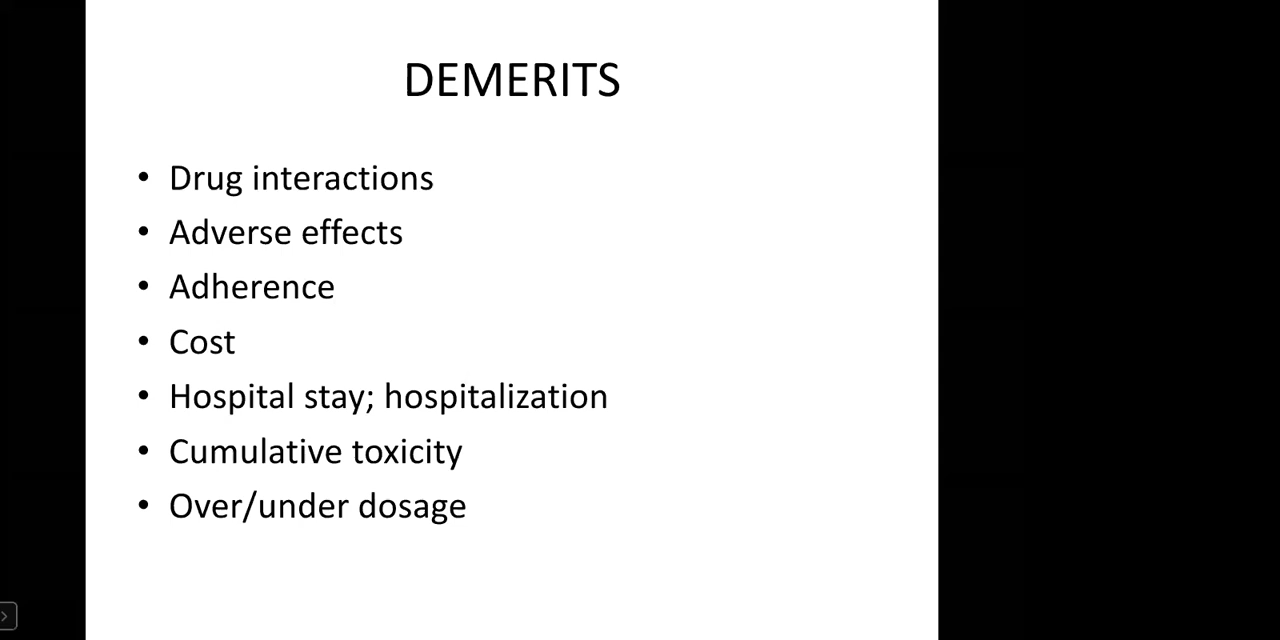 DEMERITS
• Drug interactions
• Adverse effects
• Adherence
• Cost
• Hospital stay; hospitalization
• Cumulative toxicity
• Over/under dosage